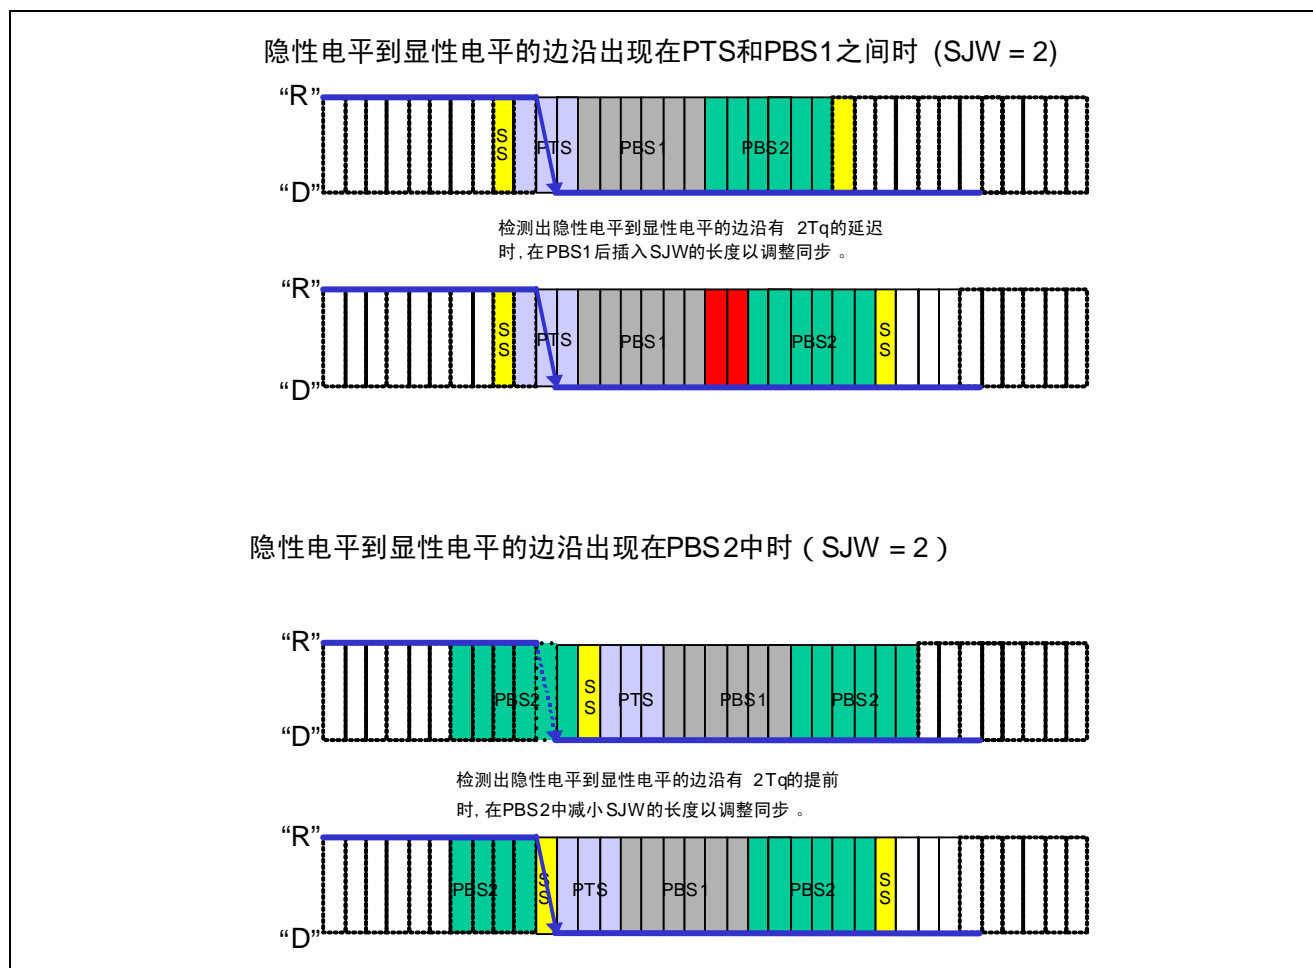 隐性电平到显性电平的边沿出现在PTS和PBS1之间时 (SJW = 2)
“R”
SS PTS PBS1 PBS2
“D”
检测出隐性电平到显性电平的边沿有 2Tq的延迟
时, 在PBS1后插入SJW的长度以调整同步 。
“R”
SS PTS PBS1 PBS2 SS
“D”
隐性电平到显性电平的边沿出现在PBS2中时（SJW = 2）
“R”
PBS2 SS PTS PBS1 PBS2
“D”
检测出隐性电平到显性电平的边沿有 2Tq的提前
时, 在PBS2中减小SJW的长度以调整同步 。
“R”
PBS2 SS PTS PBS1 PBS2 SS
“D”